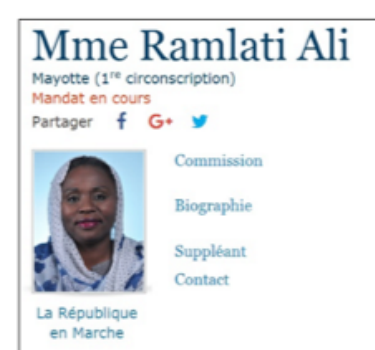 Mme Ramlati Ali
Mayotte (1re circonscription)
Mandat en cours
Partager f G+
Commission
Biographie
Suppléant
Contact
La République
en Marche